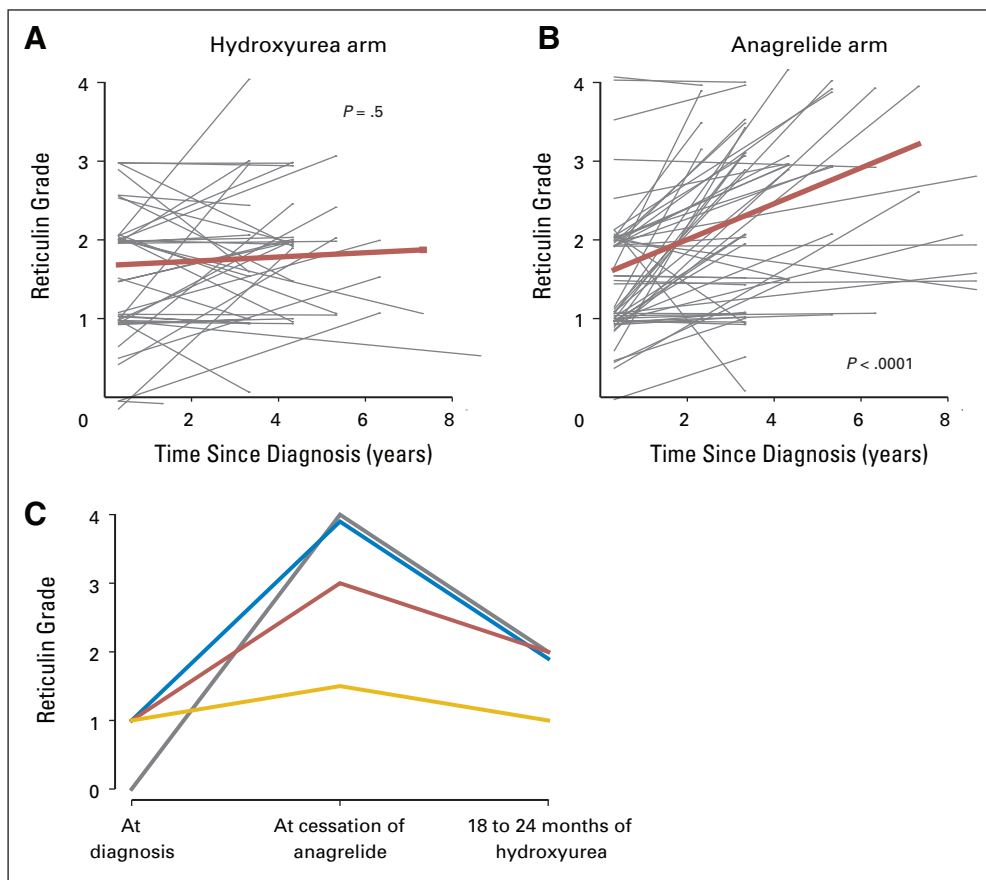 A
Hydroxyurea arm
P = .5
Reticulin Grade
4
3
2
1
0
2
4
6
8
Time Since Diagnosis (years)
B
Anagrelide arm
P < .0001
Reticulin Grade
4
3
2
1
0
2
4
6
8
Time Since Diagnosis (years)
C
Reticulin Grade
4
3
2
1
0
At
diagnosis
At cessation of
anagrelide
18 to 24 months of
hydroxyurea